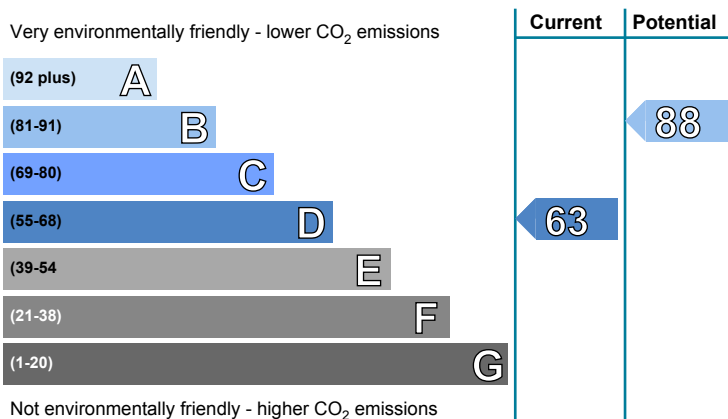 Current Potential
Very environmentally friendly - lower CO2 emissions
(92 plus) A
(81-91) B
88
(69-80) C
(55-68) D
63
(39-54 E
(21-38) F
(1-20) G
Not environmentally friendly - higher CO2 emissions